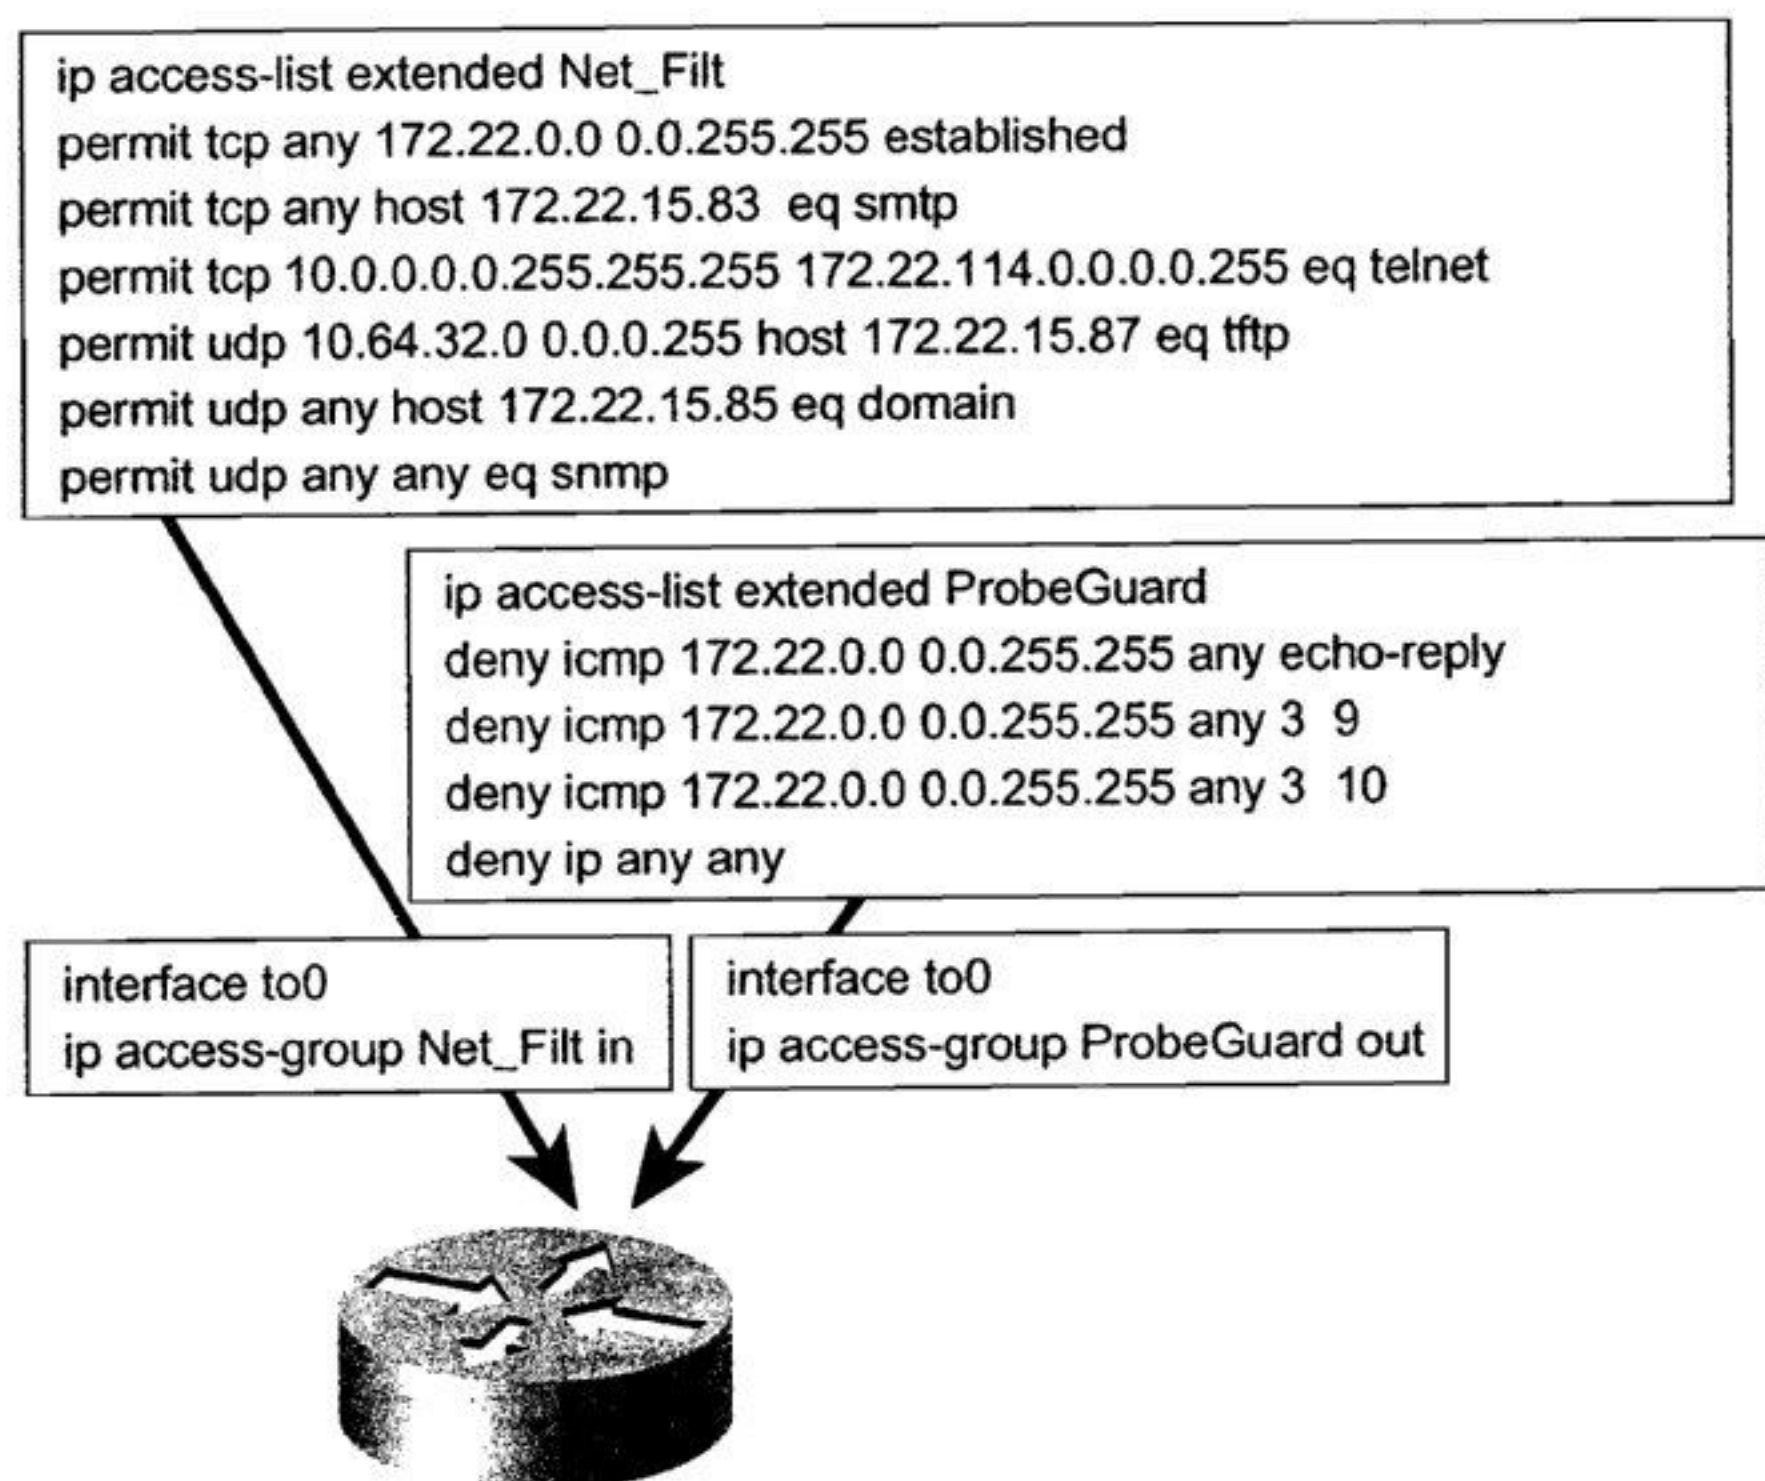 ip access-list extended Net_Filt
permit tcp any 172.22.0.0 0.0.255.255 established
permit tcp any host 172.22.15.83 eq smtp
permit tcp 10.0.0.0.0.255.255.255 172.22.114.0.0.0.0.255 eq telnet
permit udp 10.64.32.0 0.0.0.255 host 172.22.15.87 eq tftp
permit udp any host 172.22.15.85 eq domain
permit udp any any eq snmp
ip access-list extended ProbeGuard
deny icmp 172.22.0.0 0.0.255.255 any echo-reply
deny icmp 172.22.0.0 0.0.255.255 any 3 9
deny icmp 172.22.0.0 0.0.255.255 any 3 10
deny ip any any
interface to0
ip access-group Net_Filt in
interface to0
ip access-group ProbeGuard out